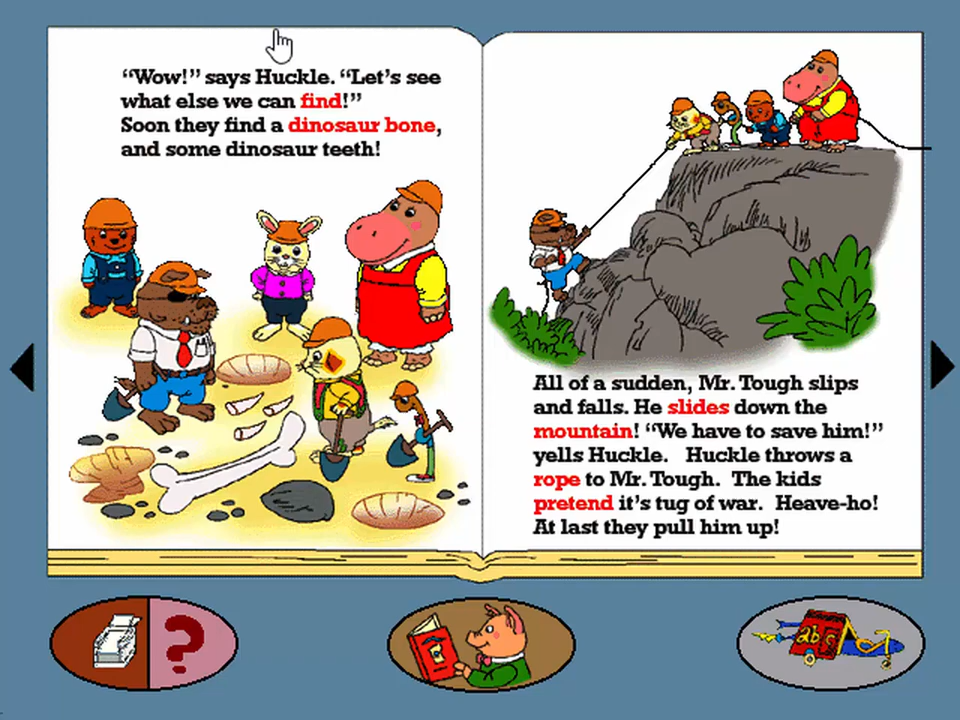 “Wow!” says Huckle. “Let’s see
what else we can find!”
Soon they find a dinosaur bone,
and some dinosaur teeth!
All of a sudden, Mr. Tough slips
and falls. He slides down the
mountain! “We have to save him!”
yells Huckle. Huckle throws a
rope to Mr. Tough. The kids
pretend it’s tug of war. Heave-ho!
At last they pull him up!
?
abc